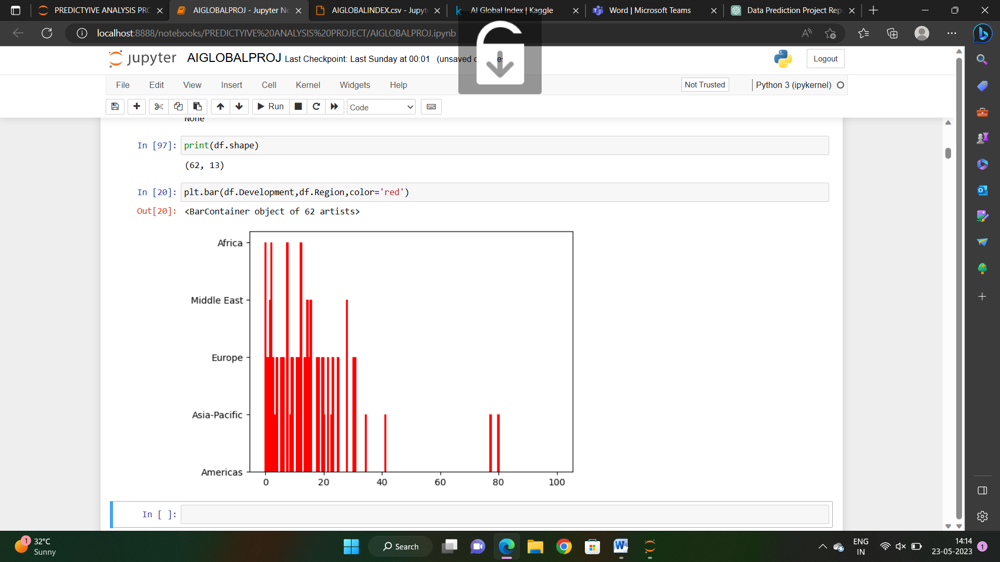 PREDICTYIVE ANALYSIS PRO
AIGLOBALPROJ - Jupyter No
AIGLOBALINDEX.csv - Jupyt
AI Global Index | Kaggle
Word | Microsoft Teams
Data Prediction Project Rep
localhost:8888/notebooks/PREDICTYIVE%20ANALYSIS%20PROJECT/AIGLOBALPROJ.ipynb
jupyter AIGLOBALPROJ Last Checkpoint: Last Sunday at 00:01 (unsaved
Logout
File Edit View Insert Cell Kernel Widgets Help
Not Trusted
Python 3 (ipykernel)
Run
Code
None
In [97]: print(df.shape)
(62, 13)
In [20]: plt.bar(df.Development,df.Region,color='red')
Out[20]: <BarContainer object of 62 artists>
Africa
Middle East
Europe
Asia-Pacific
Americas
0 20 40 60 80 100
In [ ]:
1
32°C
Sunny
Search
ENG
IN
14:14
23-05-2023
1